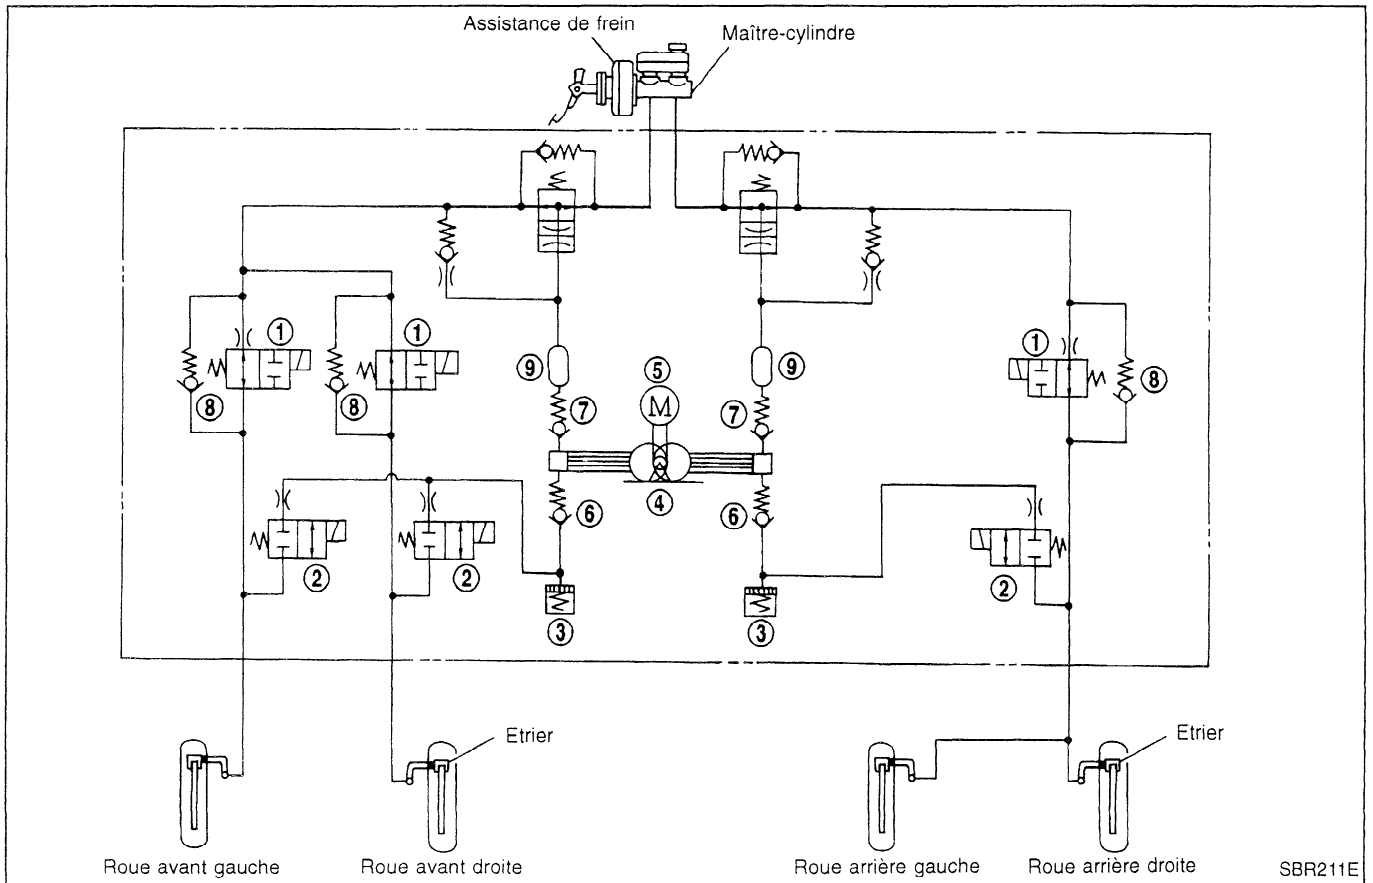 Assistance de frein
Maître-cylindre
1
1
8
8
9
5
9
7
M
7
1
8
6
4
6
2
2
3
3
2
Etrier
Etrier
Roue avant gauche
Roue avant droite
Roue arrière gauche
Roue arrière droite
SBR211E